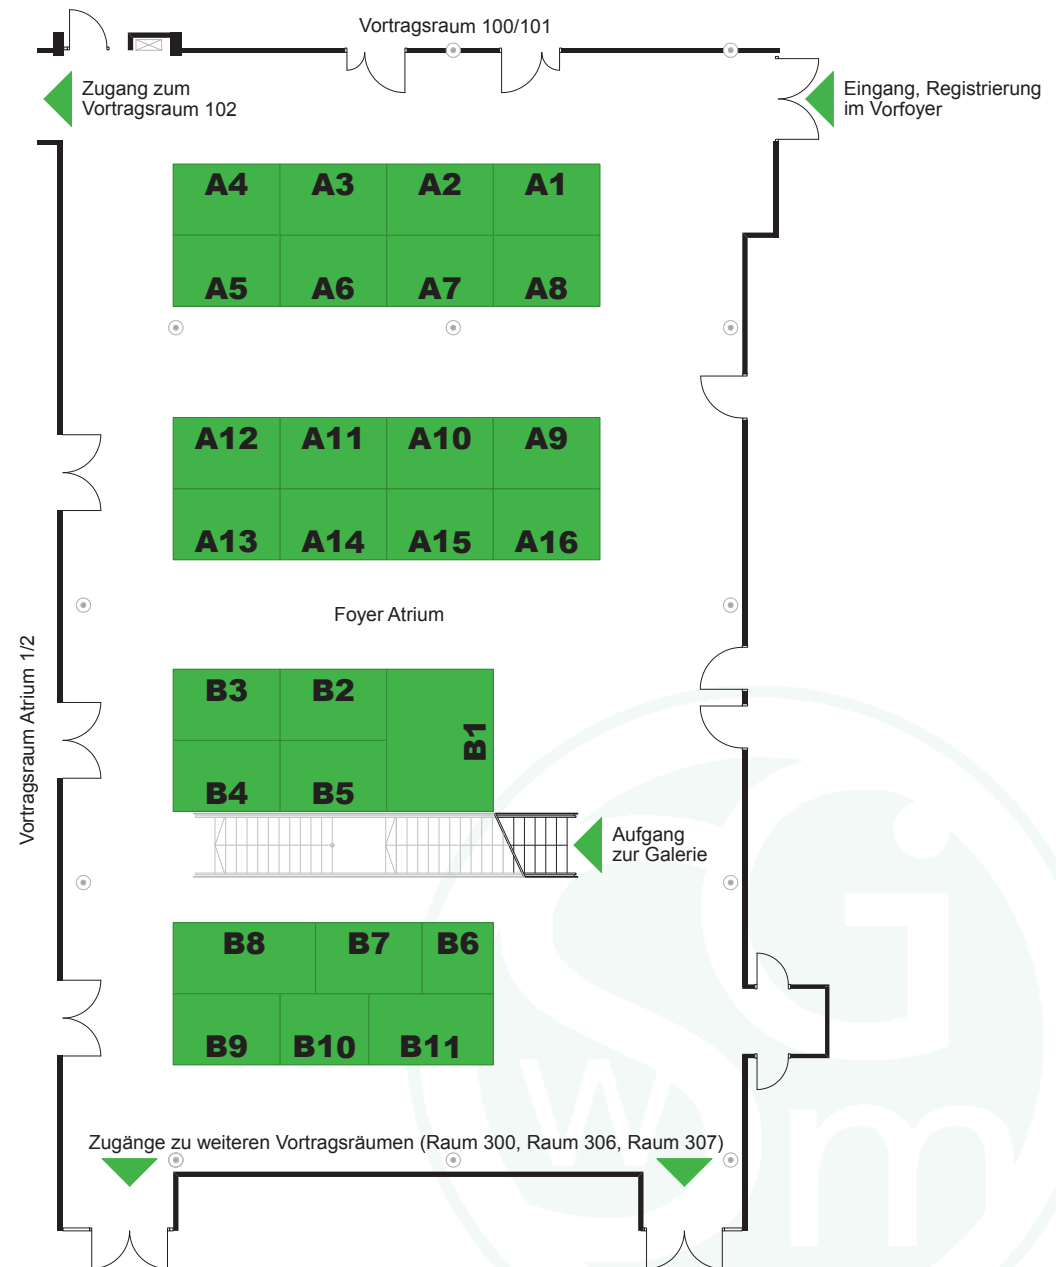 Vortragsraum 100/101
Zugang zum
Vortragsraum 102
Eingang, Registrierung
im Vorfoyer
A4 A3 A2 A1
A5 A6 A7 A8
A12 A11 A10 A9
A13 A14 A15 A16
Foyer Atrium
Vortragsraum Atrium 1/2
B3 B2
B1
B4 B5
Aufgang
zur Galerie
B8 B7 B6
B9 B10 B11
Zugänge zu weiteren Vortragsräumen (Raum 300, Raum 306, Raum 307)
SGwm